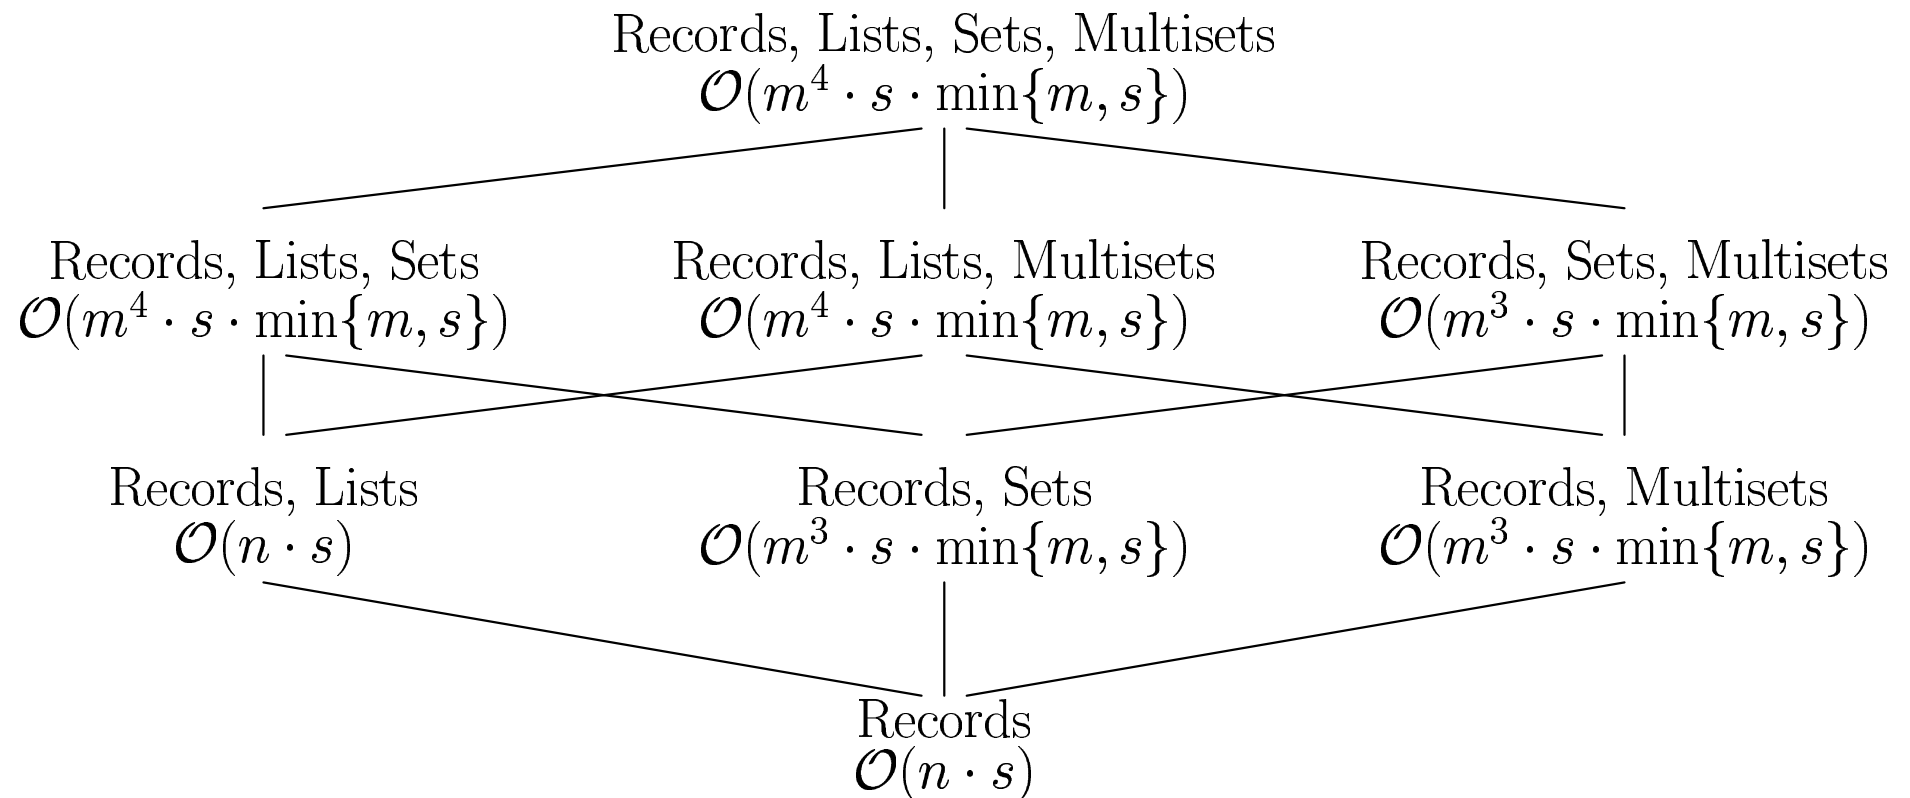 Records, Lists, Sets, Multisets
𝒪(m⁴ · s · min{m, s})
Records, Lists, Sets
𝒪(m⁴ · s · min{m, s})
Records, Lists, Multisets
𝒪(m⁴ · s · min{m, s})
Records, Sets, Multisets
𝒪(m³ · s · min{m, s})
Records, Lists
𝒪(n · s)
Records, Sets
𝒪(m³ · s · min{m, s})
Records, Multisets
𝒪(m³ · s · min{m, s})
Records
𝒪(n · s)